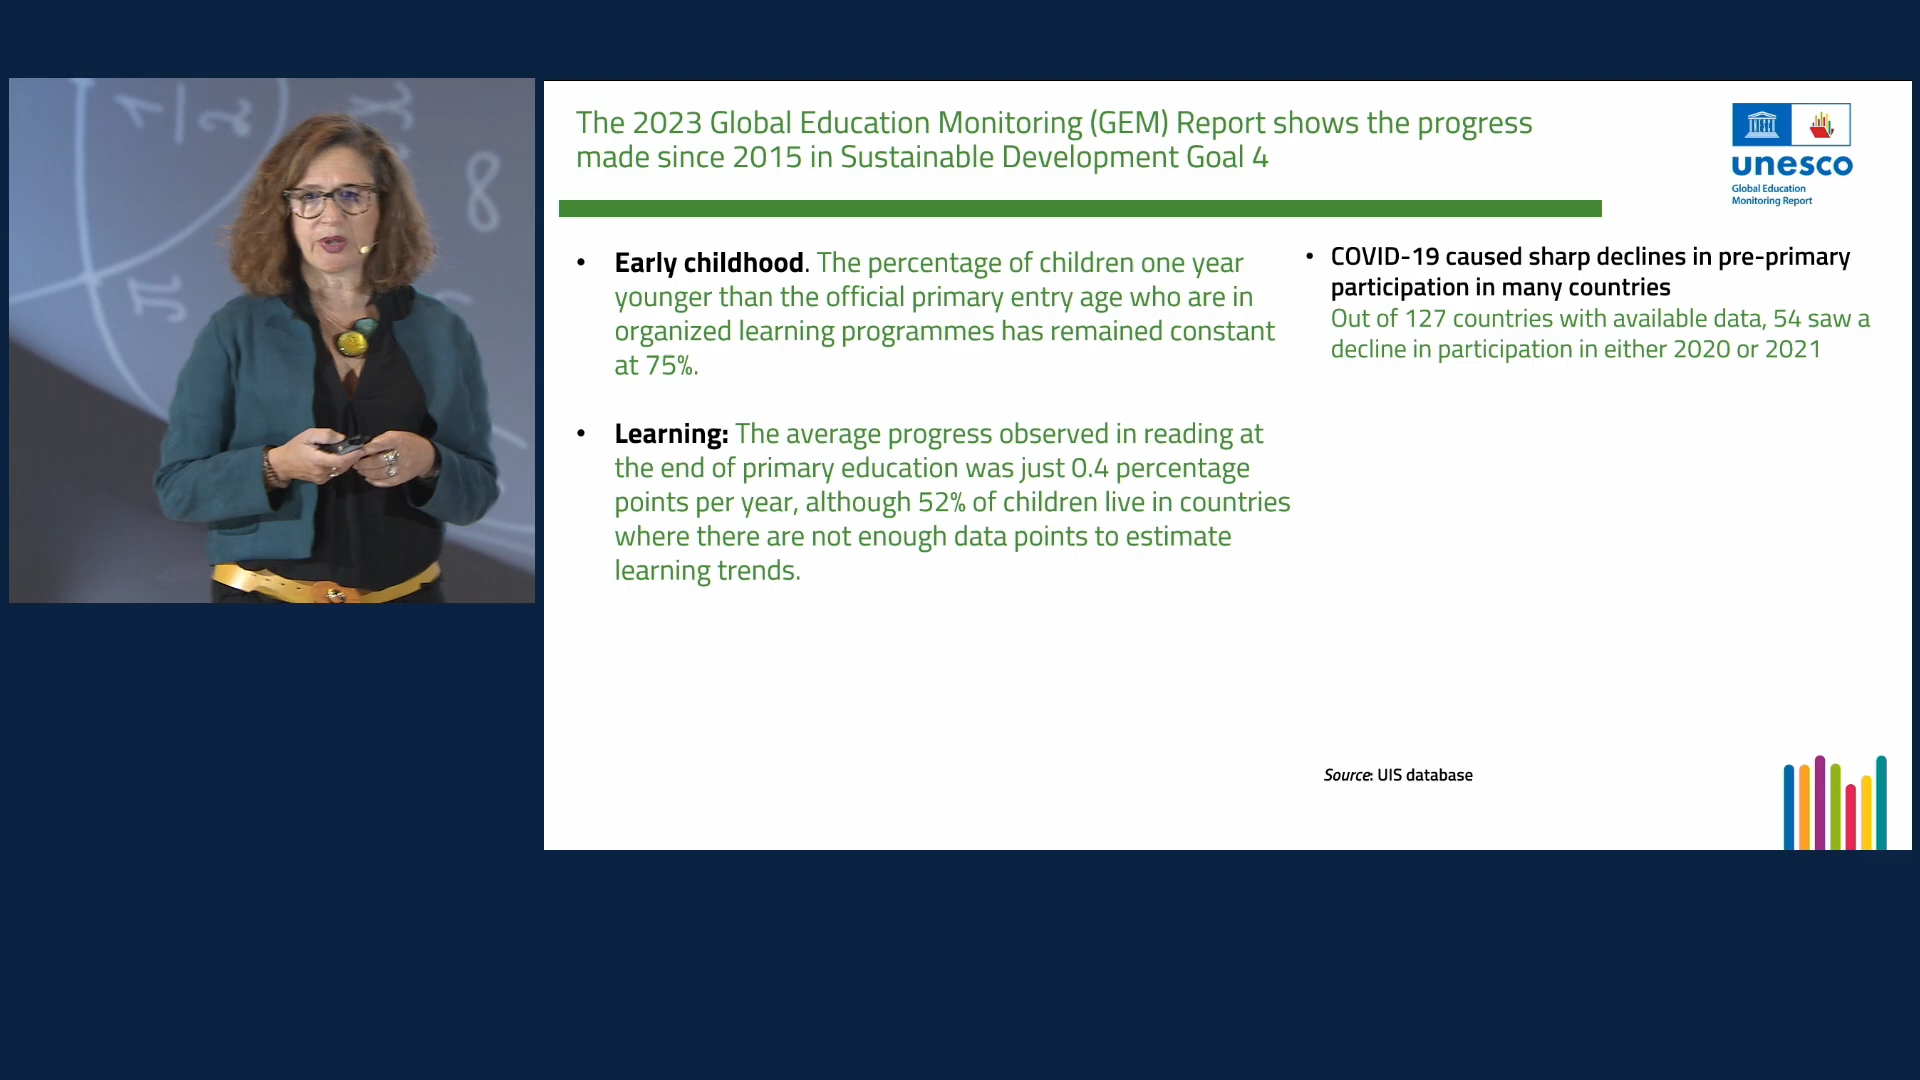 The 2023 Global Education Monitoring (GEM) Report shows the progress
made since 2015 in Sustainable Development Goal 4
unesco
Global Education
Monitoring Report
• Early childhood. The percentage of children one year
younger than the official primary entry age who are in
organized learning programmes has remained constant
at 75%.
• Learning: The average progress observed in reading at
the end of primary education was just 0.4 percentage
points per year, although 52% of children live in countries
where there are not enough data points to estimate
learning trends.
• COVID-19 caused sharp declines in pre-primary
participation in many countries
Out of 127 countries with available data, 54 saw a
decline in participation in either 2020 or 2021
Source: UIS database
1
2
8
π